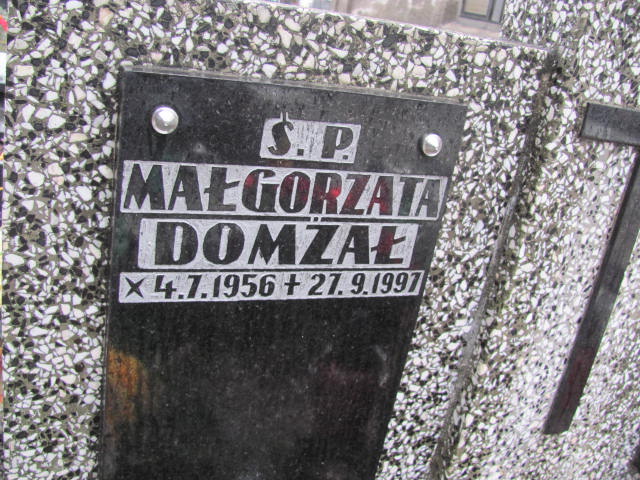 Ś. P.
MAŁGORZATA
DOMŻAŁ
× 4.7.1956 + 27.9.1997